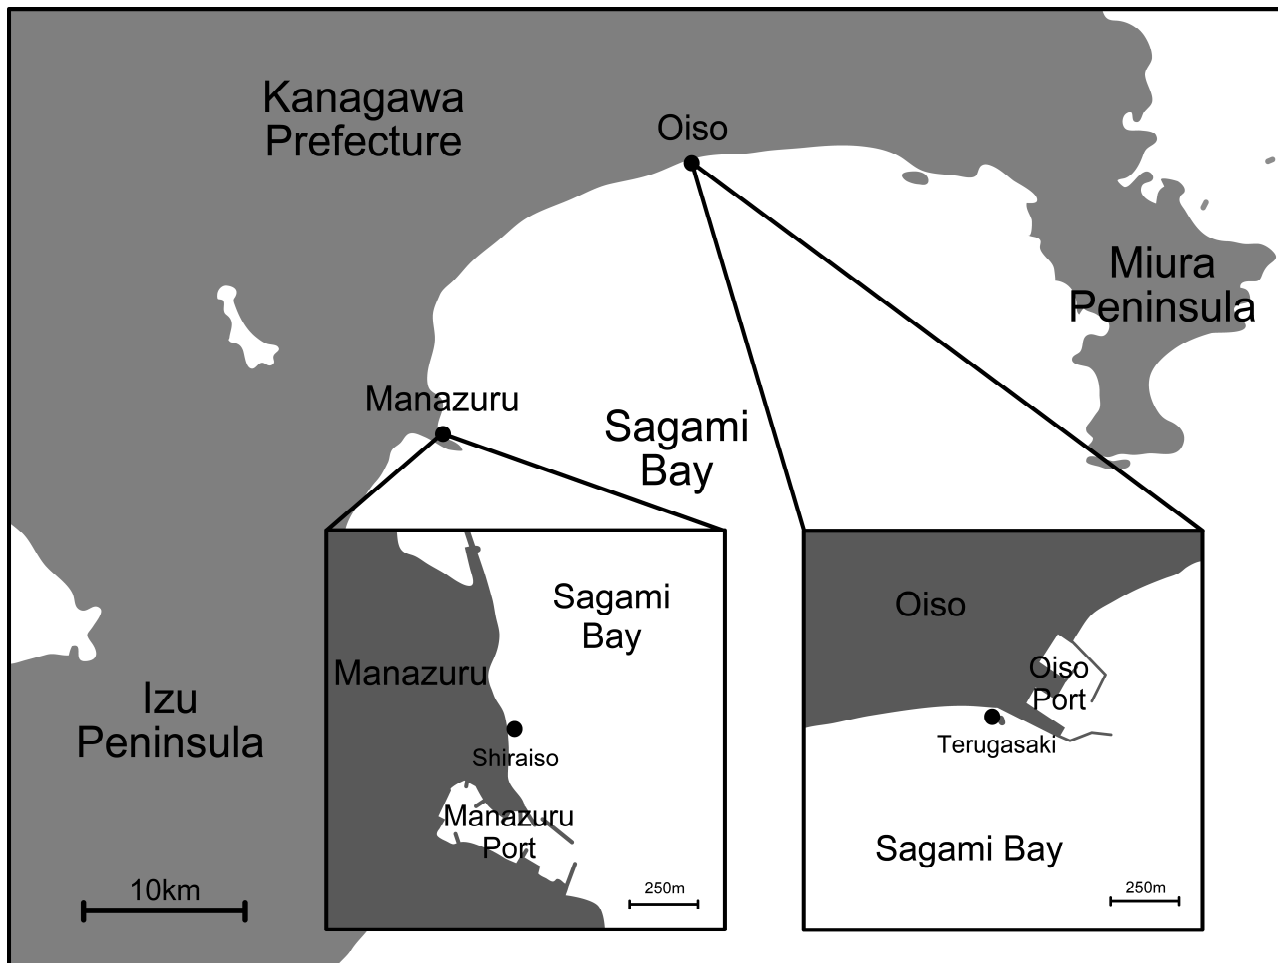 Kanagawa
Prefecture
Oiso
Miura
Peninsula
Manazuru
Sagami
Bay
Izu
Peninsula
10km
Sagami
Bay
Manazuru
Shiraiso
Manazuru
Port
250m
Oiso
Oiso
Port
Terugasaki
Sagami Bay
250m